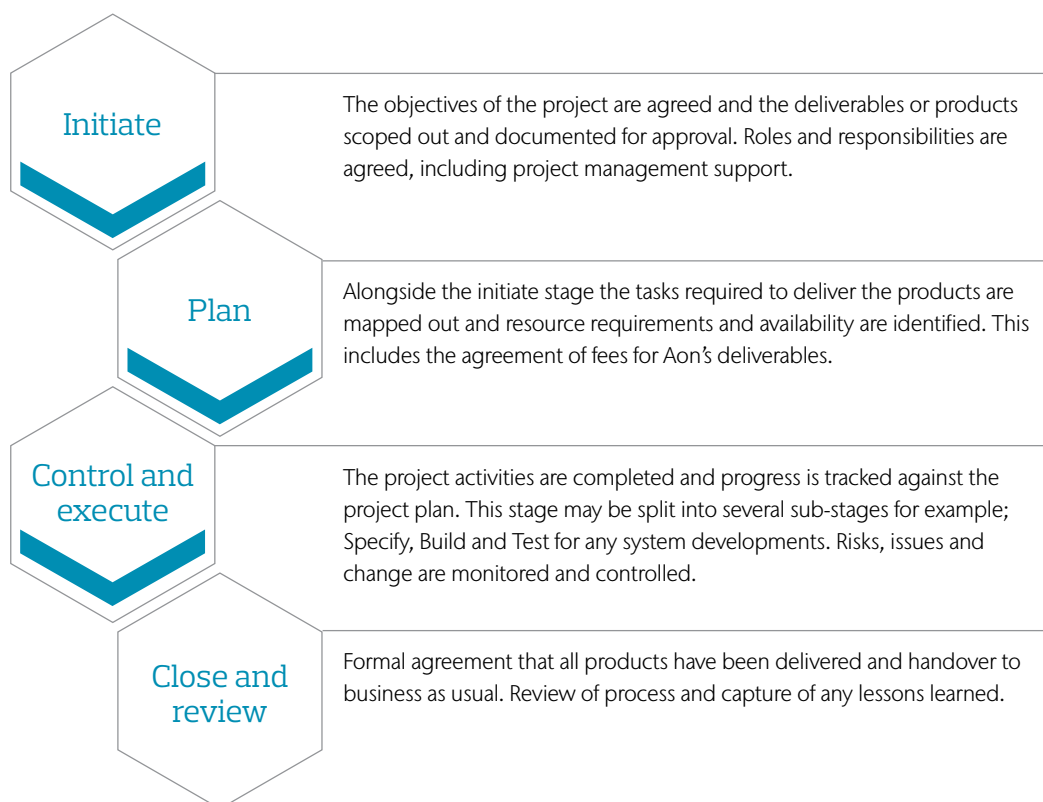 Initiate
The objectives of the project are agreed and the deliverables or products
scoped out and documented for approval. Roles and responsibilities are
agreed, including project management support.
Plan
Alongside the initiate stage the tasks required to deliver the products are
mapped out and resource requirements and availability are identified. This
includes the agreement of fees for Aon’s deliverables.
Control and
execute
The project activities are completed and progress is tracked against the
project plan. This stage may be split into several sub-stages for example;
Specify, Build and Test for any system developments. Risks, issues and
change are monitored and controlled.
Close and
review
Formal agreement that all products have been delivered and handover to
business as usual. Review of process and capture of any lessons learned.